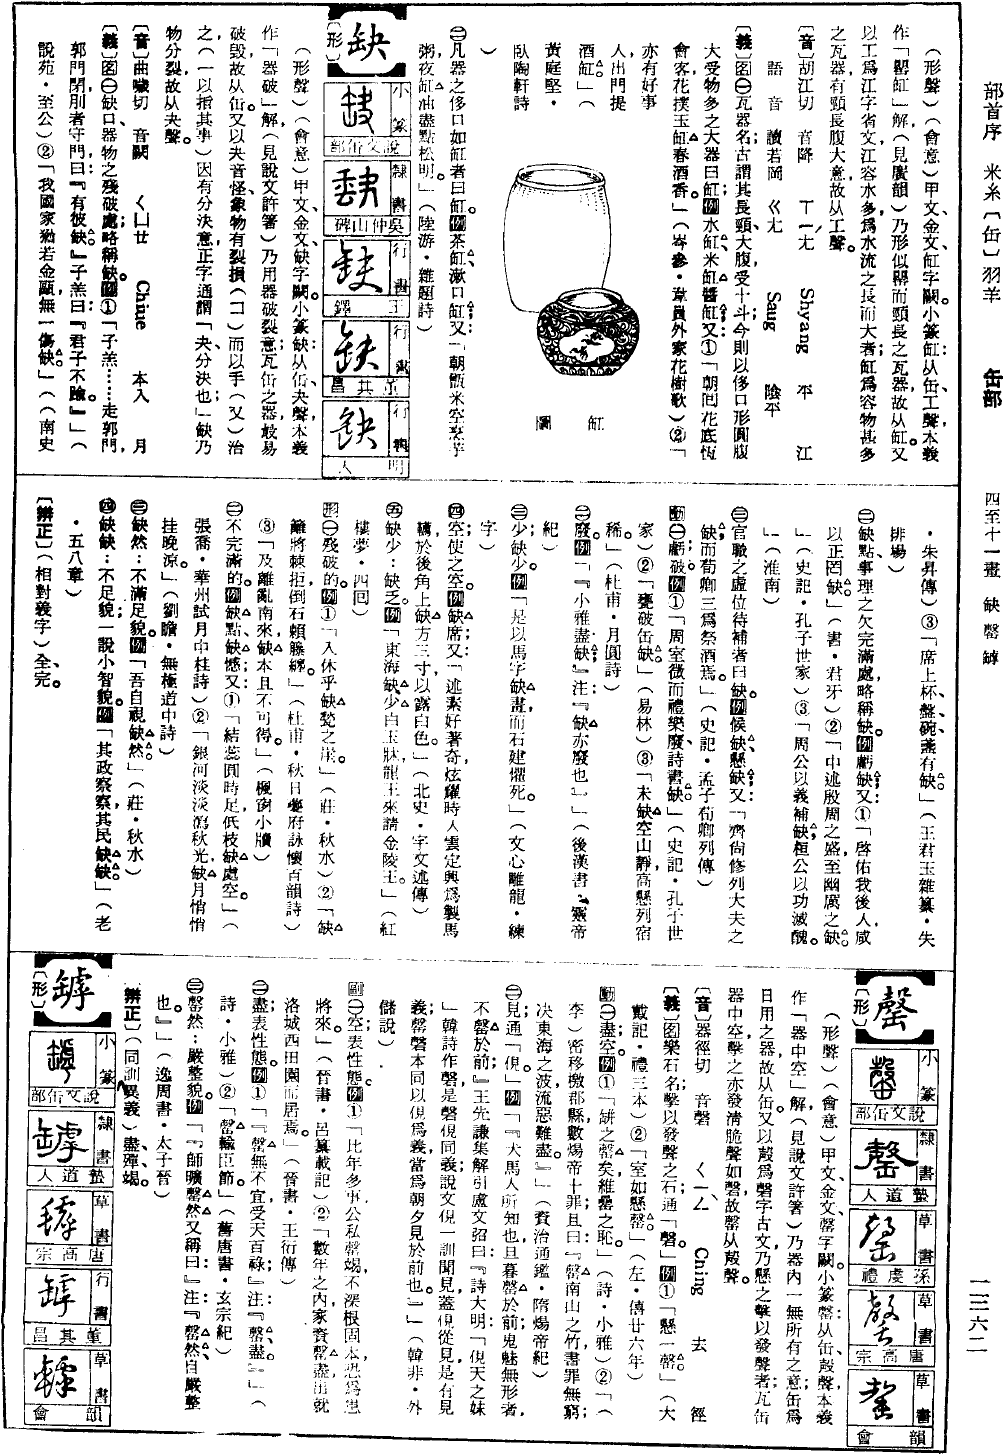 部首序　米糸〔缶〕羽羊　缶部　四至十一畫　缺　罄　罅　一三六二
（形聲）（會意）甲文、金文缸字闕。小篆缸：从缶、工聲，本義
作「罌缸」解（見廣韻），乃形似罌而頸長之瓦器，故从缶。又
以工爲江字省文，江容水多，爲水流之長而大者；缸爲容物甚多
之瓦器，有頸長腹大意，故从工聲。
〔音〕胡江切　音降　ㄒㄧㄤˊ　Shyang　平　江
語音　讀若岡　ㄍㄤ　Sang　陰平
〔義〕名㊀瓦器名；古謂其長頸大腹受十斗；今則以侈口形圓腹
大受物多之大器曰缸。例水缸、米缸、醬缸；又：①「朝回花底恆
會客，花撲玉缸春酒香。」（岑參・韋員外家花樹歌）②「
亦有好事
人，出門提
酒缸。」（
黃庭堅・
臥陶軒詩
）
缸圖
㊁凡器之侈口如缸者曰缸。例茶缸、漱口缸；又：「朝甑米空烹芋
粥，夜缸油盡點松明。」（陸游・雜題詩）
缺〔形〕
小篆　說文缶部
隸書　吳仲山碑
行書　王鐸
行書　董其昌
行書　明人
（形聲）（會意）甲文、金文缺字闕。小篆缺：从缶、夬聲，本義
作「器破」解（見說文許箸），乃用器破裂意，瓦缶之器最易
破毀，故从缶。又以夬音怪，象物有裂損（コ）而以手（又）治
之（一以指其事），因有分決意，正字通謂「夬，分決也」，缺乃
物分裂，故从夬聲。
〔音〕曲噦切　音闕　ㄑㄩㄝ　Chiue　本入　月
〔義〕名㊀缺口：器物之殘破處，略稱缺。例①「子羔……走郭門，
郭門閉，刖者守門，曰：『有彼缺。』子羔曰：『君子不踰。』」（
說苑・至公）②「我國家猶若金甌，無一傷缺。」（南史
・朱异傳）③「席上杯、盤、碗、盞有缺。」（王君玉雜纂・失
排場）
㊁缺點：事理之欠完滿處，略稱缺。例虧缺；又：①「啓佑我後人，咸
以正罔缺。」（書・君牙）②「中述殷周之盛，至幽厲之缺。
」（史記・孔子世家）③「周公以義補缺，桓公以功滅醜。
」（淮南）
㊂官職之虛位待補者曰缺。例候缺、懸缺；又：「齊尙修列大夫之
缺，而荀卿三爲祭酒焉。」（史記・孟子荀卿列傳）
動㊀虧破。例①「周室微而禮樂廢，詩書缺。」（史記・孔子世
家）②「甕破缶缺。」（易林）③「未缺空山靜，高懸列宿
稀。」（杜甫・月圓詩）
㊁廢。例「『小雅盡缺。』注：『缺亦廢也。』」（後漢書・靈帝
紀）
㊂少；缺少。例「是以馬字缺畫，而石建懼死。」（文心雕龍・練
字）
㊃空；使之空。例缺席；又：「述素好著奇，炫耀時人，雲定興爲製馬
韉，於後角上缺方三寸，以露白色。」（北史・宇文述傳）
㊄缺少：缺乏。例「東海缺少白玉牀，龍王來請金陵王。」（紅
樓夢・四回）
形㊀殘破的。例①「入休乎缺甃之崖。」（莊・秋水）②「缺
籬將棘拒，倒石賴藤纏。」（杜甫・秋日夔府詠懷百韻詩）
③「及離亂南來，缺本且不可得。」（楓窗小牘）
㊁不完滿的。例缺點、缺憾；又：①「結蕊圓時足，低枝缺處空。」（
張喬・華州試月中桂詩）②「銀河淡淡瀉秋光，缺月悄悄
挂晚涼。」（劉瞻・無極道中詩）
㊂缺然：不滿足貌。例「吾自視缺然。」（莊・秋水）
㊃缺缺：不足貌，一說小智貌。例「其政察察，其民缺缺。」（老
・五八章）
〔辨正〕（相對義字）全、完。
罄〔形〕
小篆　說文缶部
隸書　蟄道人
草書　孫虔禮
草書　唐高宗
草書　韻會
（形聲）（會意）甲文、金文罄字闕。小篆罄：从缶、殸聲，本義
作「器中空」解（見說文許箸），乃器內一無所有之意；缶爲
日用之器，故从缶。又以殸爲磬字古文，乃懸之擊以發聲者；瓦缶
器中空擊之亦發淸脆聲如磬，故罄从殸聲。
〔音〕器徑切　音磬　ㄑㄧㄥˋ　Ching　去　徑
〔義〕名樂石名，擊以發聲之石；通「磬」。例①「懸一罄。」（大
戴記・禮三本）②「室如懸罄。」（左・僖廿六年）
動㊀盡；空。例①「缾之罄矣，維罍之恥。」（詩・小雅）②「（
李）密移檄郡縣，數煬帝十罪，且曰：『罄南山之竹，書罪無窮；
決東海之波，流惡難盡。』」（資治通鑑・隋煬帝紀）
㊁見；通「俔」。例「『犬馬人所知也，旦暮罄於前；鬼魅無形者，
不罄於前。』王先謙集解引盧文弨曰：『詩大明「俔天之妹
」，韓詩作磬，是磬俔同義；說文俔一訓聞見，蓋俔從見，是有見
義；罄磬本同，以俔爲義，當爲朝夕見於前也。』」（韓非・外
儲說）
副㊀空；表性態。例①「比年多事，公私罄竭，不深根固本，恐爲患
將來。」（晉書・呂纂載記）②「數年之內，家資罄盡，出就
洛城西田園而居焉。」（晉書・王衍傳）
㊁盡；表性態。例①「『罄無不宜，受天百祿。』注：『罄，盡。』」（
詩・小雅）②「罄輸臣節。」（舊唐書・玄宗紀）
㊂罄然：嚴整貌。例「『師曠罄然又稱曰。』注：『罄然，自嚴整
也。』」（逸周書・太子晉）
〔辨正〕（同訓異義）盡、殫、竭。
罅〔形〕
小篆　說文缶部
隸書　蟄道人
草書　唐高宗
行書　董其昌
草書　韻會